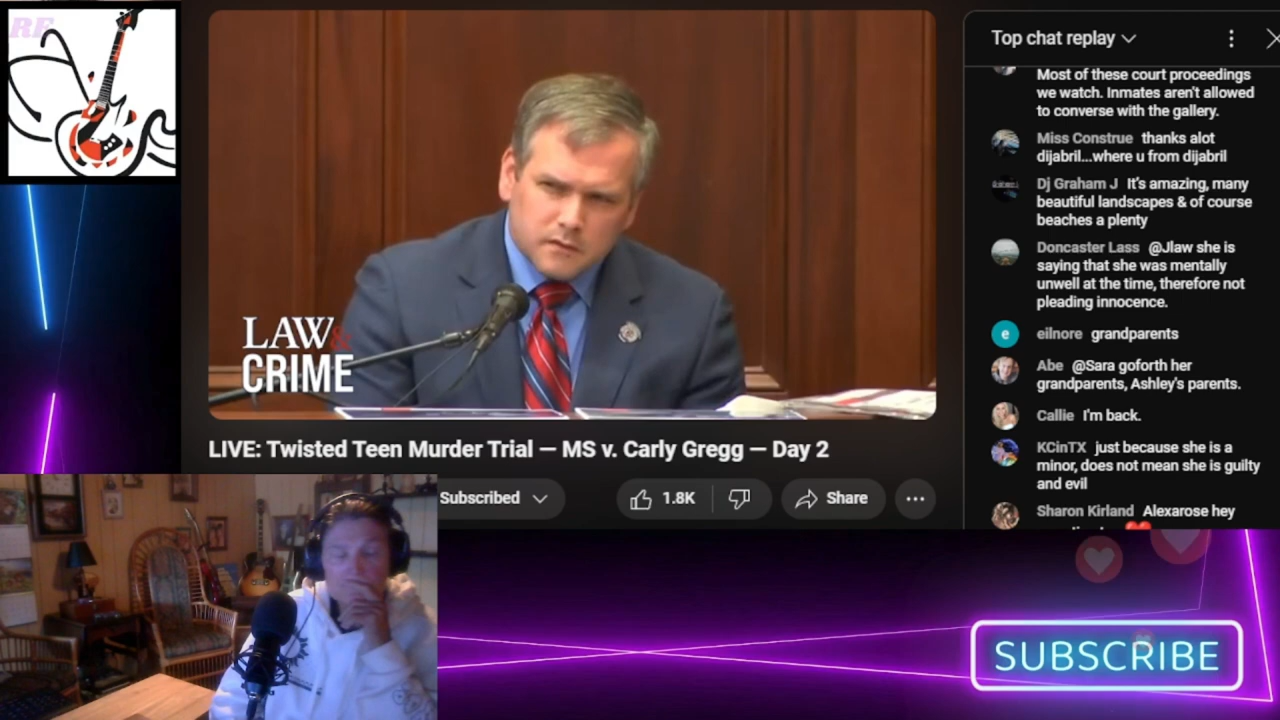 RE
LAW&
CRIME
LIVE: Twisted Teen Murder Trial — MS v. Carly Gregg — Day 2
Subscribed
1.8K
Share
Top chat replay
Most of these court proceedings
we watch. Inmates aren't allowed
to converse with the gallery.
Miss Construe thanks alot
dijabril...where u from dijabril
Dj Graham J It's amazing, many
beautiful landscapes & of course
beaches a plenty
Doncaster Lass @Jlaw she is
saying that she was mentally
unwell at the time, therefore not
pleading innocence.
e
eilnore grandparents
Abe @Sara goforth her
grandparents, Ashley's parents.
Callie I'm back.
KCinTX just because she is a
minor, does not mean she is guilty
and evil
Sharon Kirland Alexarose hey
SUBSCRIBE